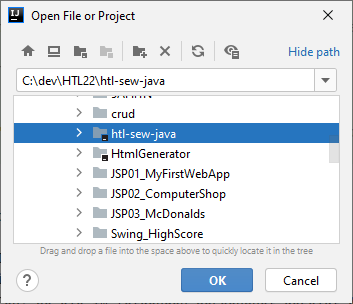 IJ Open File or Project
Hide path
C:\dev\HTL22\htl-sew-java
crud
htl-sew-java
HtmlGenerator
JSP01_MyFirstWebApp
JSP02_ComputerShop
JSP03_McDonalds
Swing_HighScore
Drag and drop a file into the space above to quickly locate it in the tree
? OK Cancel